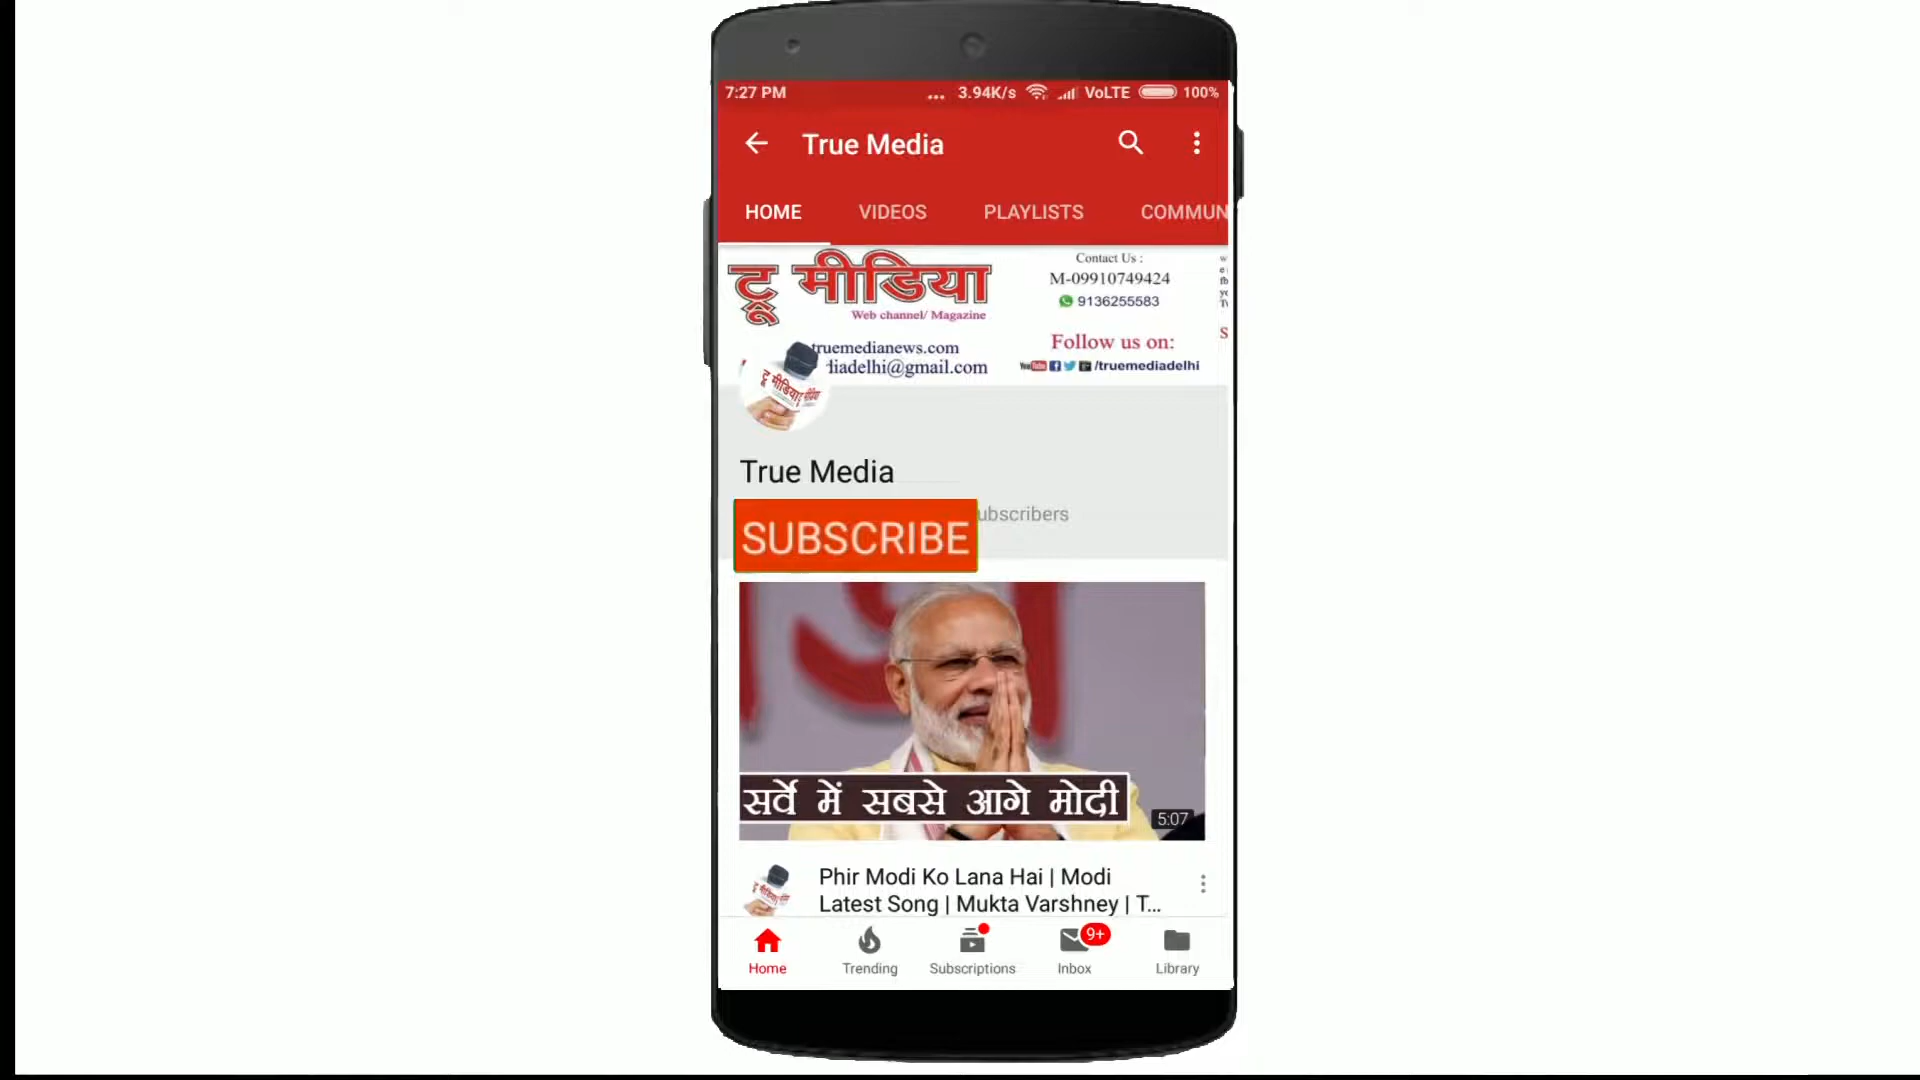 7:27 PM ... 3.94K/s VoLTE 100%
True Media
HOME VIDEOS PLAYLISTS COMMUN
टू मीडिया
Web channel/ Magazine
Contact Us :
M-09910749424
9136255583
truemedianews.com
diadelhi@gmail.com
Follow us on:
/truemediadelhi
True Media
SUBSCRIBE
ubscribers
सर्वे में सबसे आगे मोदी
5:07
Phir Modi Ko Lana Hai | Modi
Latest Song | Mukta Varshney | T...
9+
Home Trending Subscriptions Inbox Library